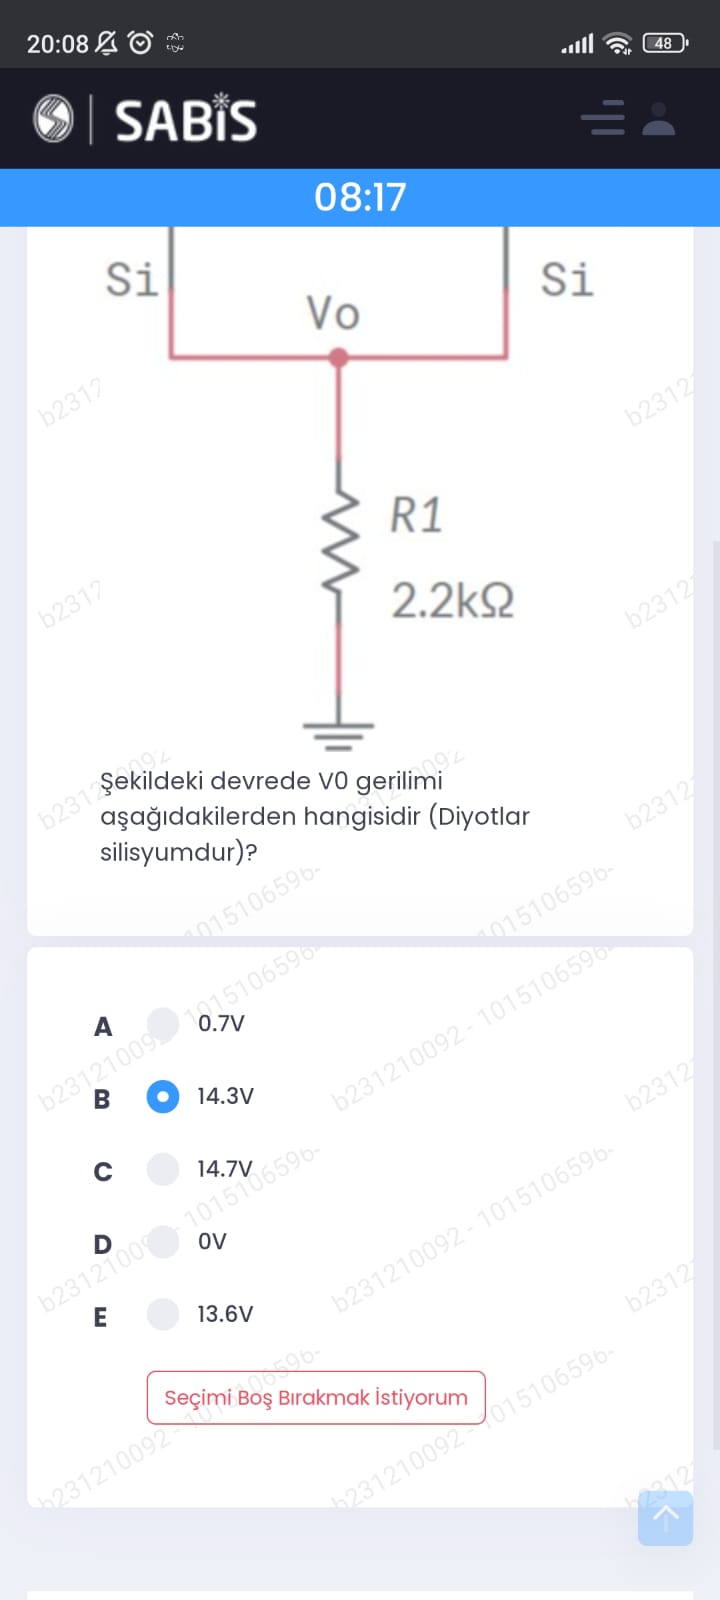 20:08
48
SABİS
08:17
Si
Si
Vo
R1
2.2kΩ
Şekildeki devrede V0 gerilimi
aşağıdakilerden hangisidir (Diyotlar
silisyumdur)?
A 0.7V
B 14.3V
C 14.7V
D 0V
E 13.6V
Seçimi Boş Bırakmak İstiyorum